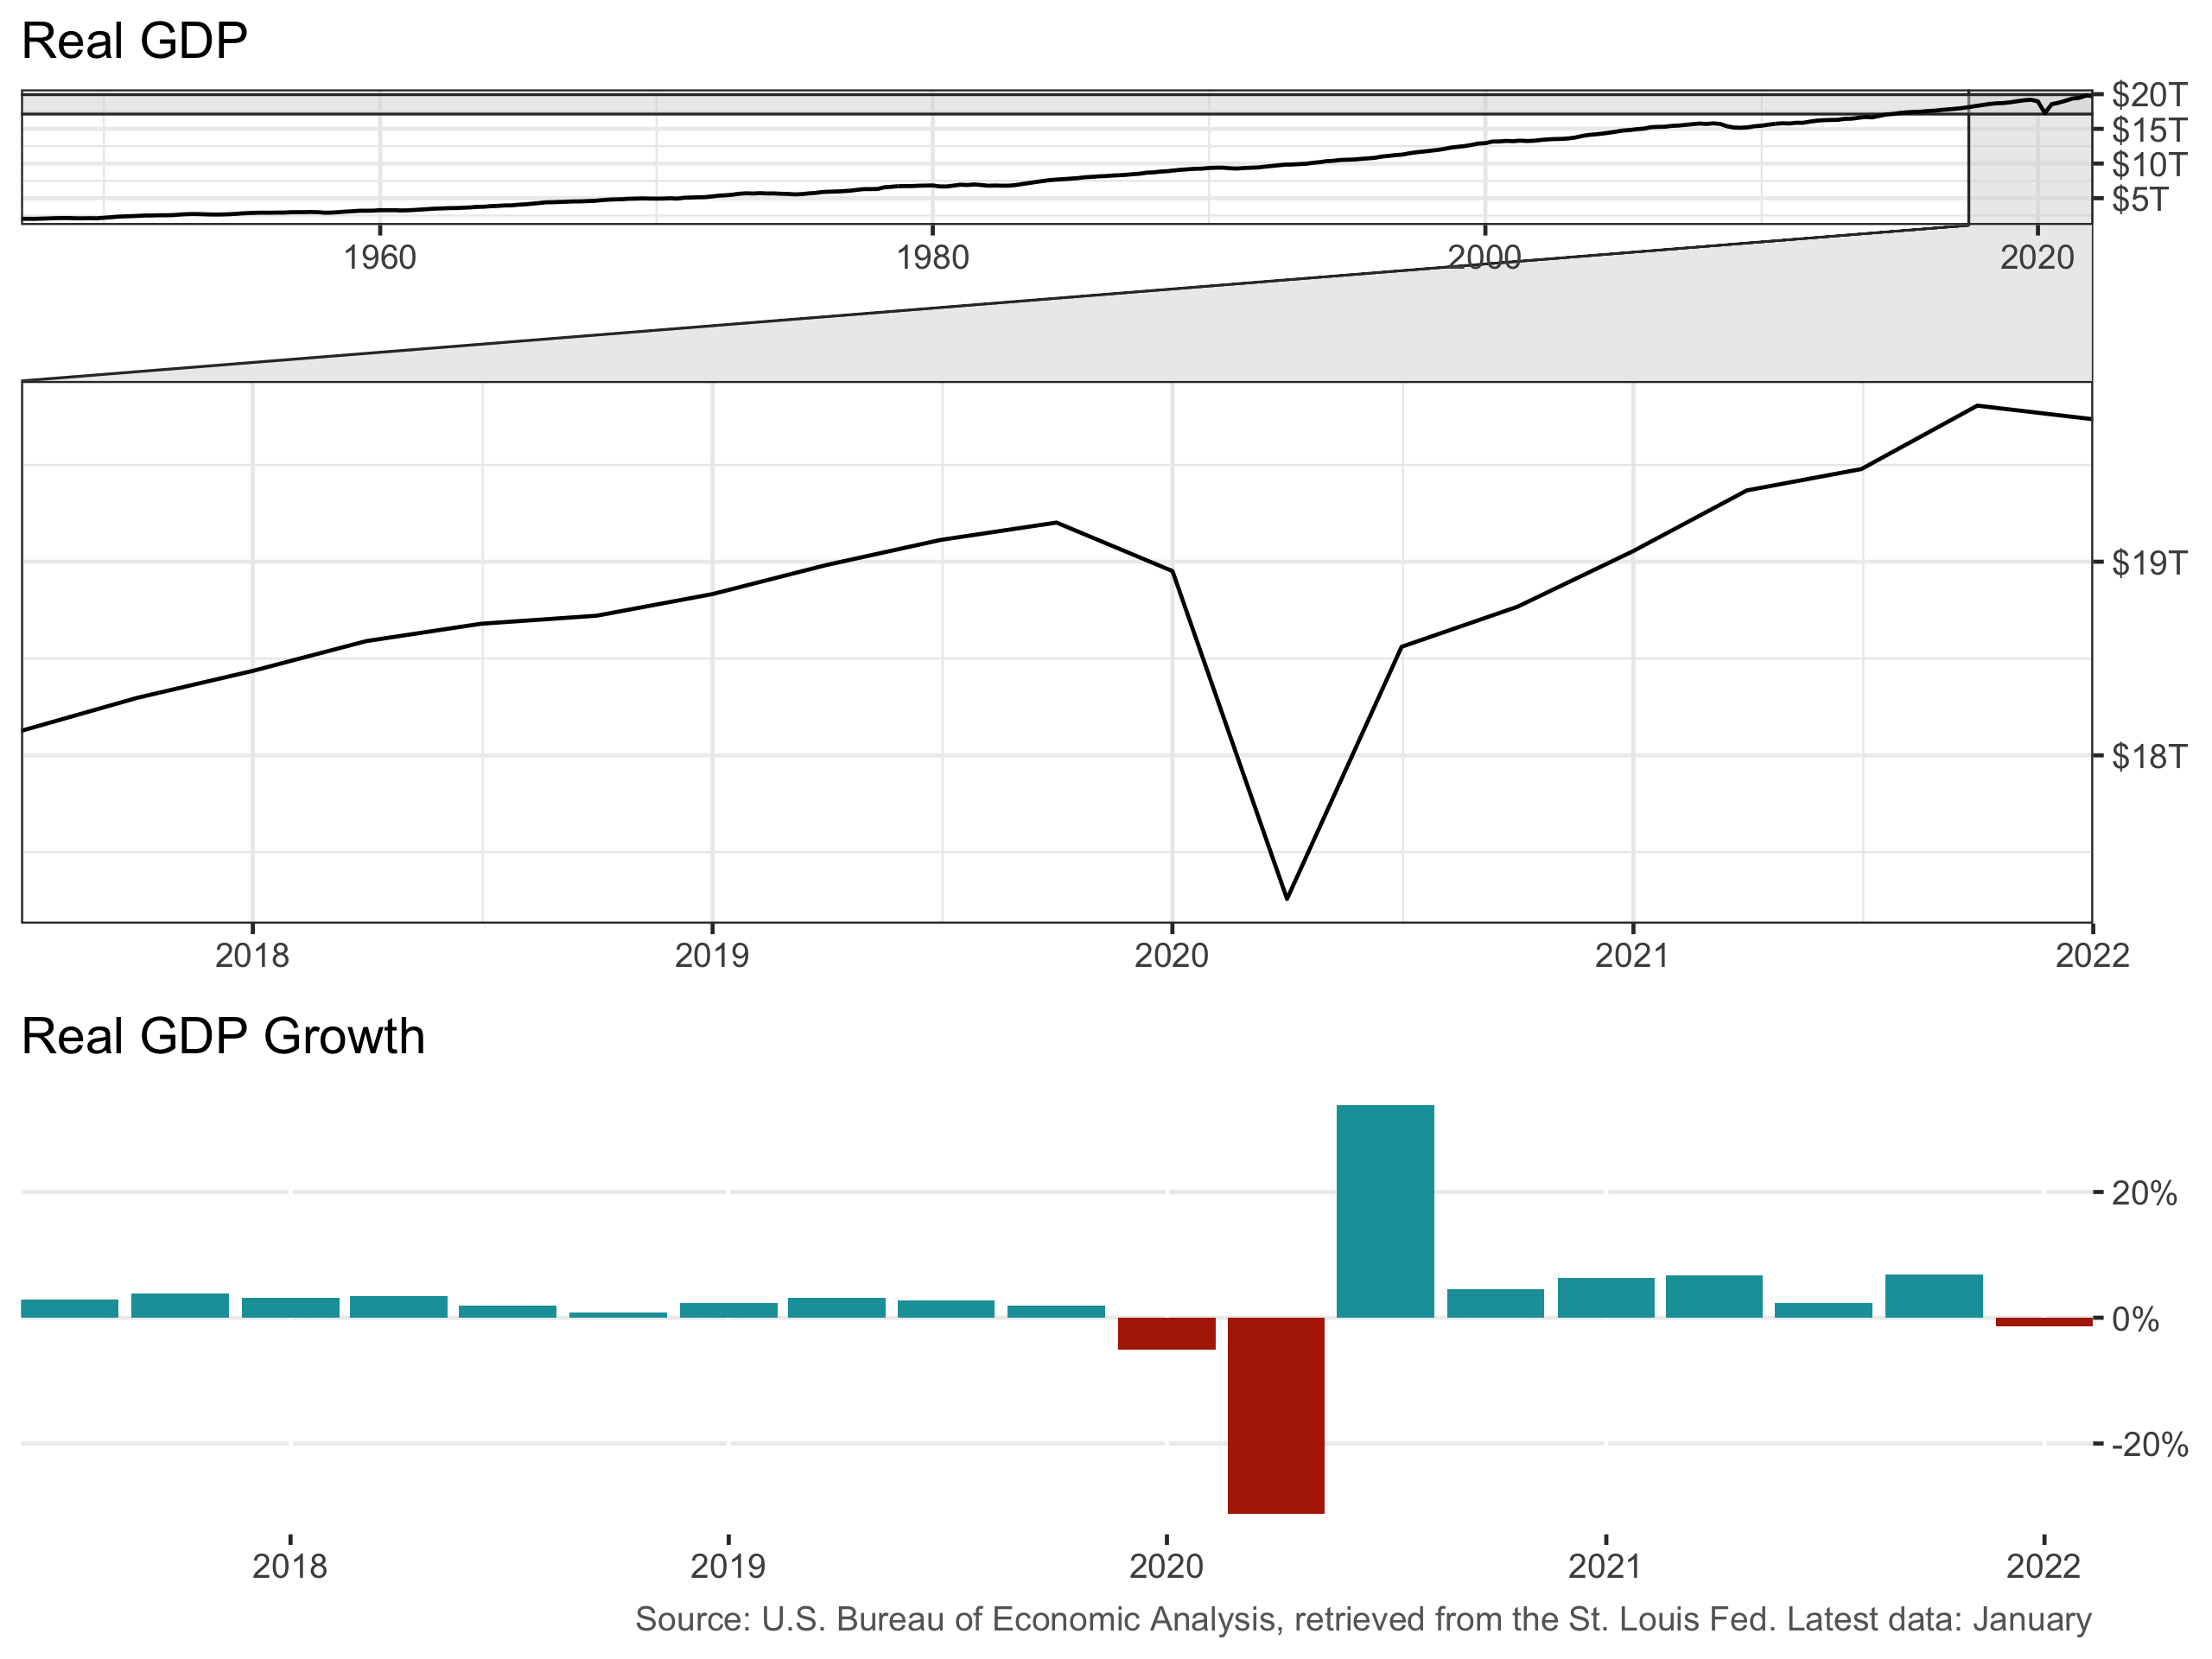 Real GDP
$20T
$15T
$10T
$5T
1960 1980 2000 2020
$19T
$18T
2018 2019 2020 2021 2022
Real GDP Growth
20%
0%
-20%
2018 2019 2020 2021 2022
Source: U.S. Bureau of Economic Analysis, retrieved from the St. Louis Fed. Latest data: January